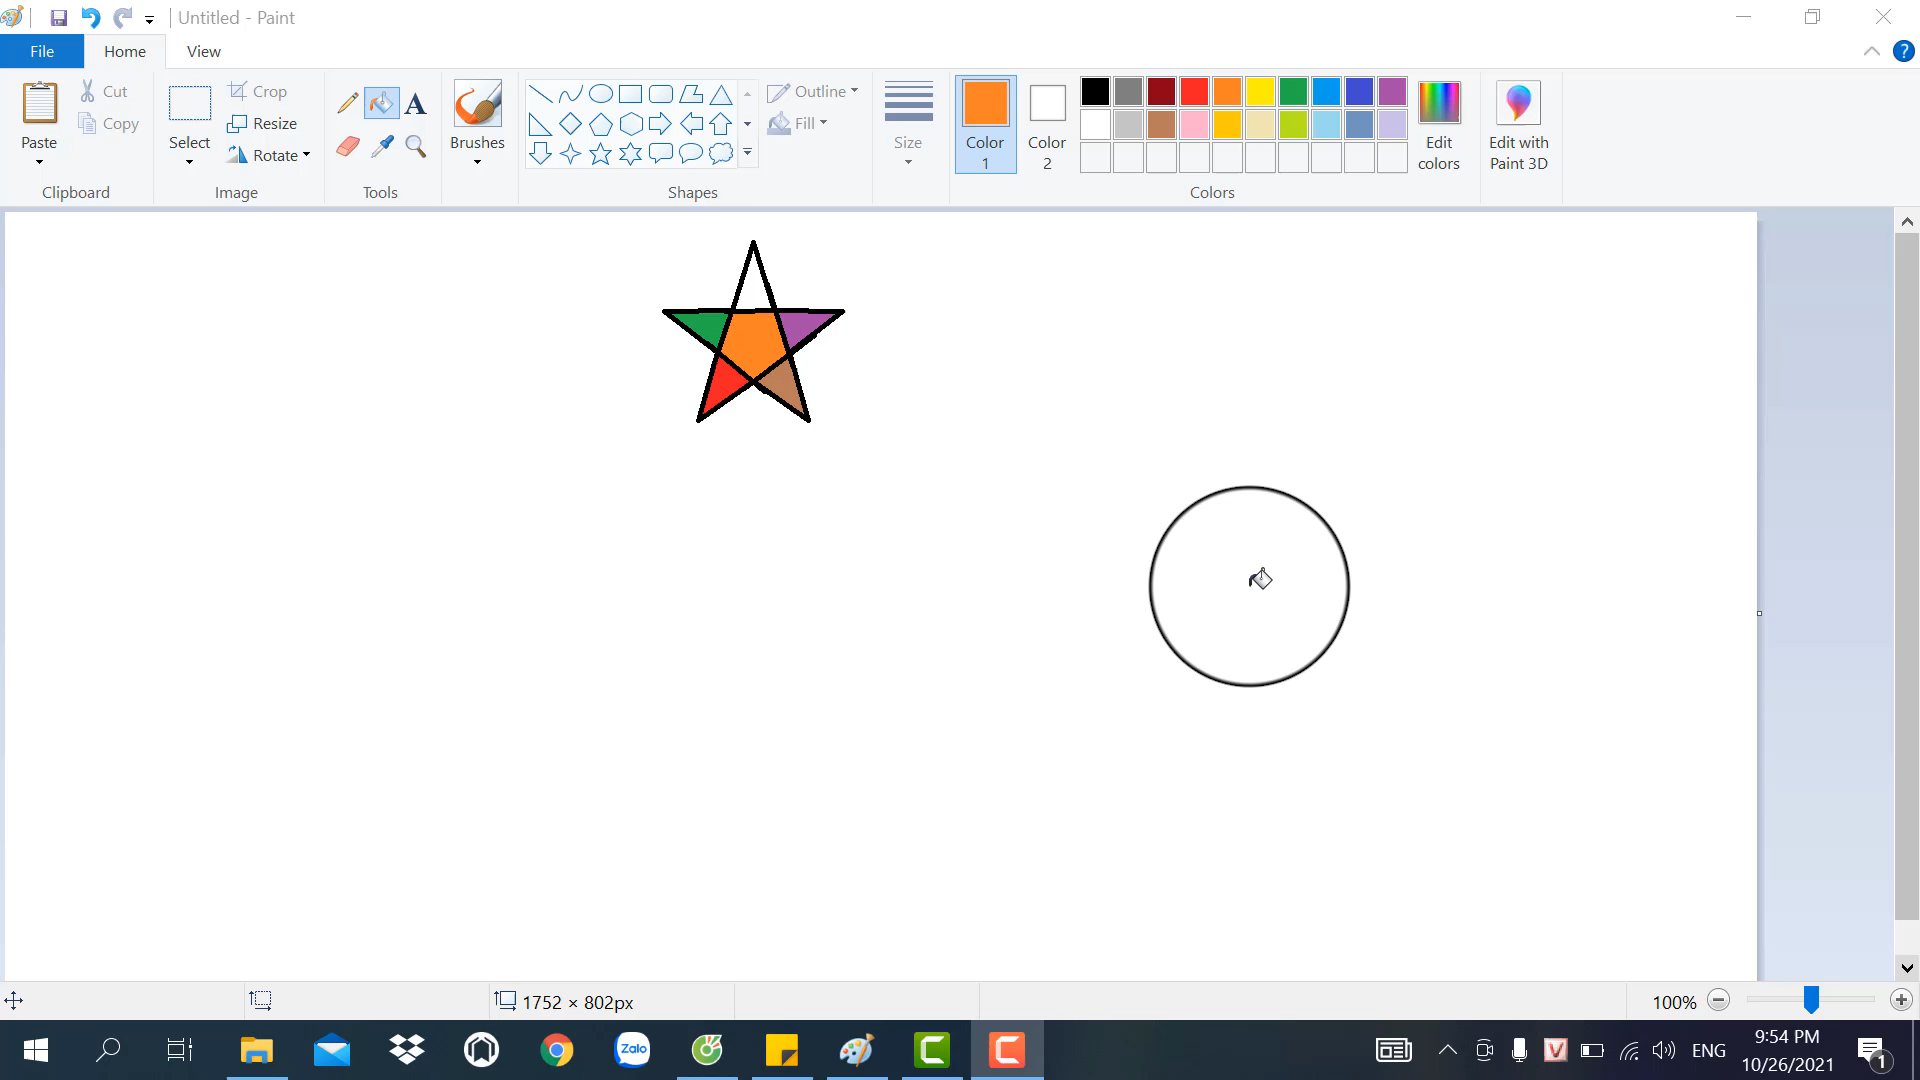 Untitled - Paint
File Home View
Paste
Cut
Copy
Clipboard
Select
Crop
Resize
Rotate
Image
A
Tools
Brushes
Shapes
Outline
Fill
Size
Color 1
Color 2
Colors
Edit colors
Edit with Paint 3D
?
1752 × 802px
100%
Zalo
V
ENG
9:54 PM
10/26/2021
1